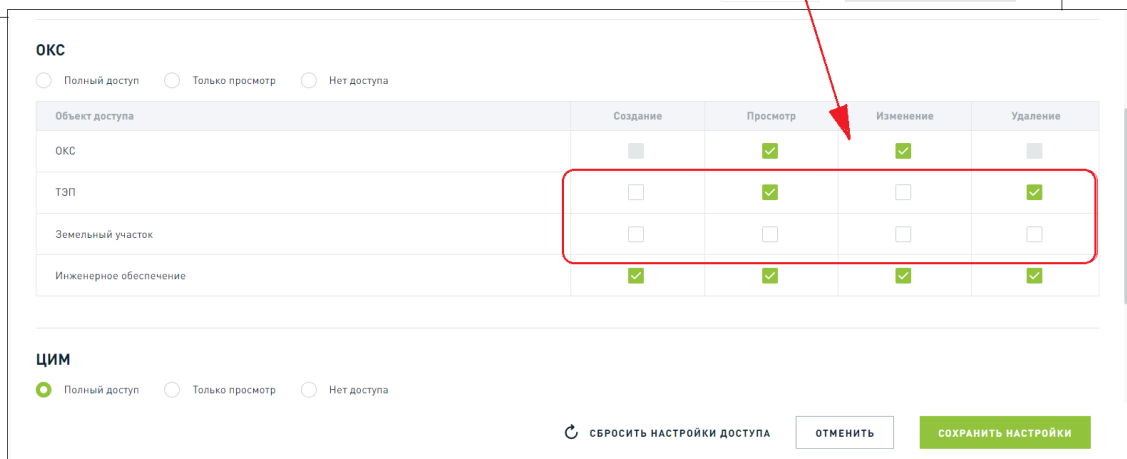 ОКС
Полный доступ Только просмотр Нет доступа
Объект доступа Создание Просмотр Изменение Удаление
ОКС
ТЭП
Земельный участок
Инженерное обеспечение
ЦИМ
Полный доступ Только просмотр Нет доступа
СБРОСИТЬ НАСТРОЙКИ ДОСТУПА ОТМЕНИТЬ СОХРАНИТЬ НАСТРОЙКИ